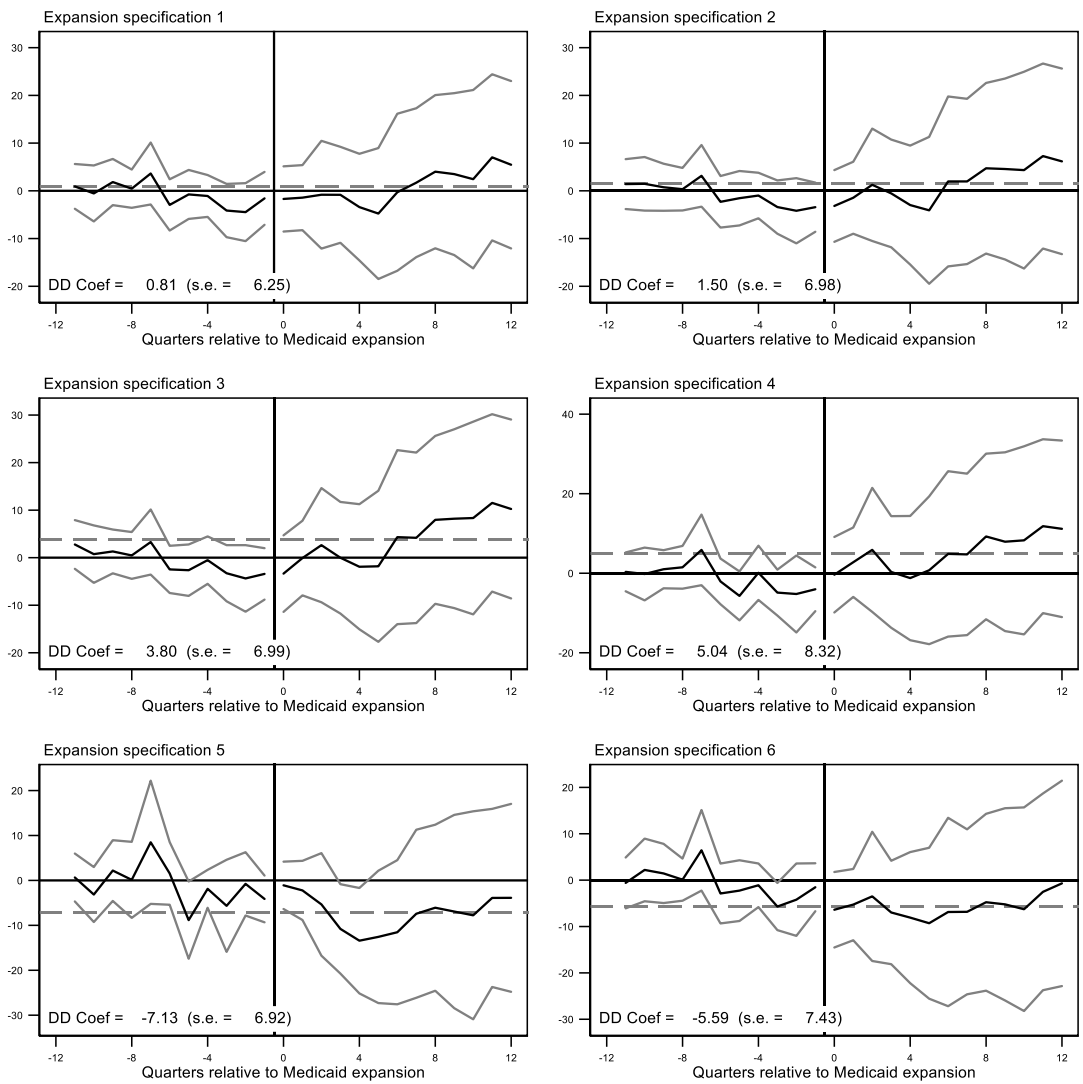 Expansion specification 1
30
20
10
0
-10
-20
DD Coef = 0.81 (s.e. = 6.25)
-12 -8 -4 0 4 8 12
Quarters relative to Medicaid expansion
Expansion specification 2
30
20
10
0
-10
-20
DD Coef = 1.50 (s.e. = 6.98)
-12 -8 -4 0 4 8 12
Quarters relative to Medicaid expansion
Expansion specification 3
30
20
10
0
-10
-20
DD Coef = 3.80 (s.e. = 6.99)
-12 -8 -4 0 4 8 12
Quarters relative to Medicaid expansion
Expansion specification 4
40
20
0
-20
DD Coef = 5.04 (s.e. = 8.32)
-12 -8 -4 0 4 8 12
Quarters relative to Medicaid expansion
Expansion specification 5
20
10
0
-10
-20
-30
DD Coef = -7.13 (s.e. = 6.92)
-12 -8 -4 0 4 8 12
Quarters relative to Medicaid expansion
Expansion specification 6
20
10
0
-10
-20
-30
DD Coef = -5.59 (s.e. = 7.43)
-12 -8 -4 0 4 8 12
Quarters relative to Medicaid expansion